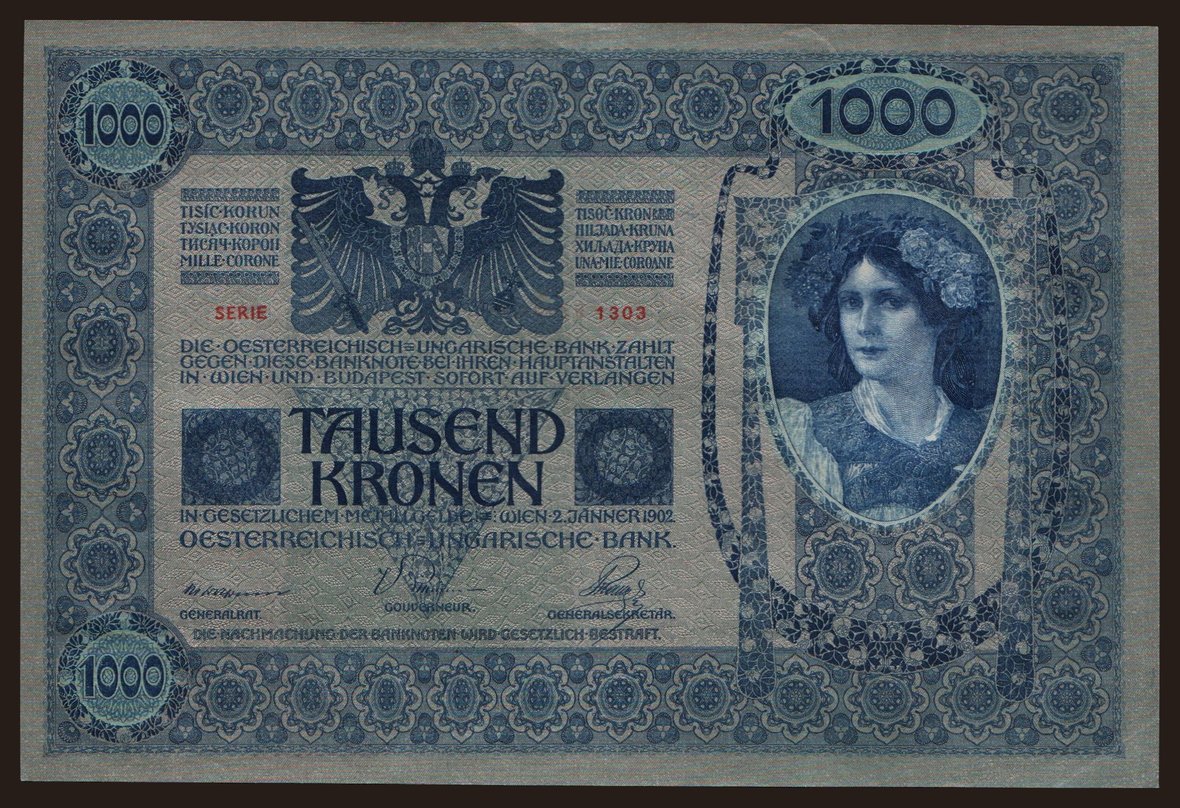 1000
1000
TISÍC·KORUN
TYSIĄC·KORON
ТИСЯЧ·КОРОН
MILLE·CORONE
TISOČ·KRON
HILJADA·KRUNA
ХИЉАДА·КРУНА
UNA·MIE·COROANE
SERIE 1303
DIE·OESTERREICHISCH=UNGARISCHE BANK·ZAHLT
GEGEN·DIESE·BANKNOTE·BEI·IHREN·HAUPTANSTALTEN
IN·WIEN·UND·BUDAPEST·SOFORT·AUF·VERLANGEN
TAUSEND
KRONEN
IN·GESETZLICHEM·METALLGELDE=WIEN·2.JÄNNER 1902.
OESTERREICHISCH=UNGARISCHE·BANK.
GENERALRAT.
GOUVERNEUR.
GENERALSEKRETÄR.
DIE NACHMACHUNG DER BANKNOTEN WIRD GESETZLICH BESTRAFT.
1000